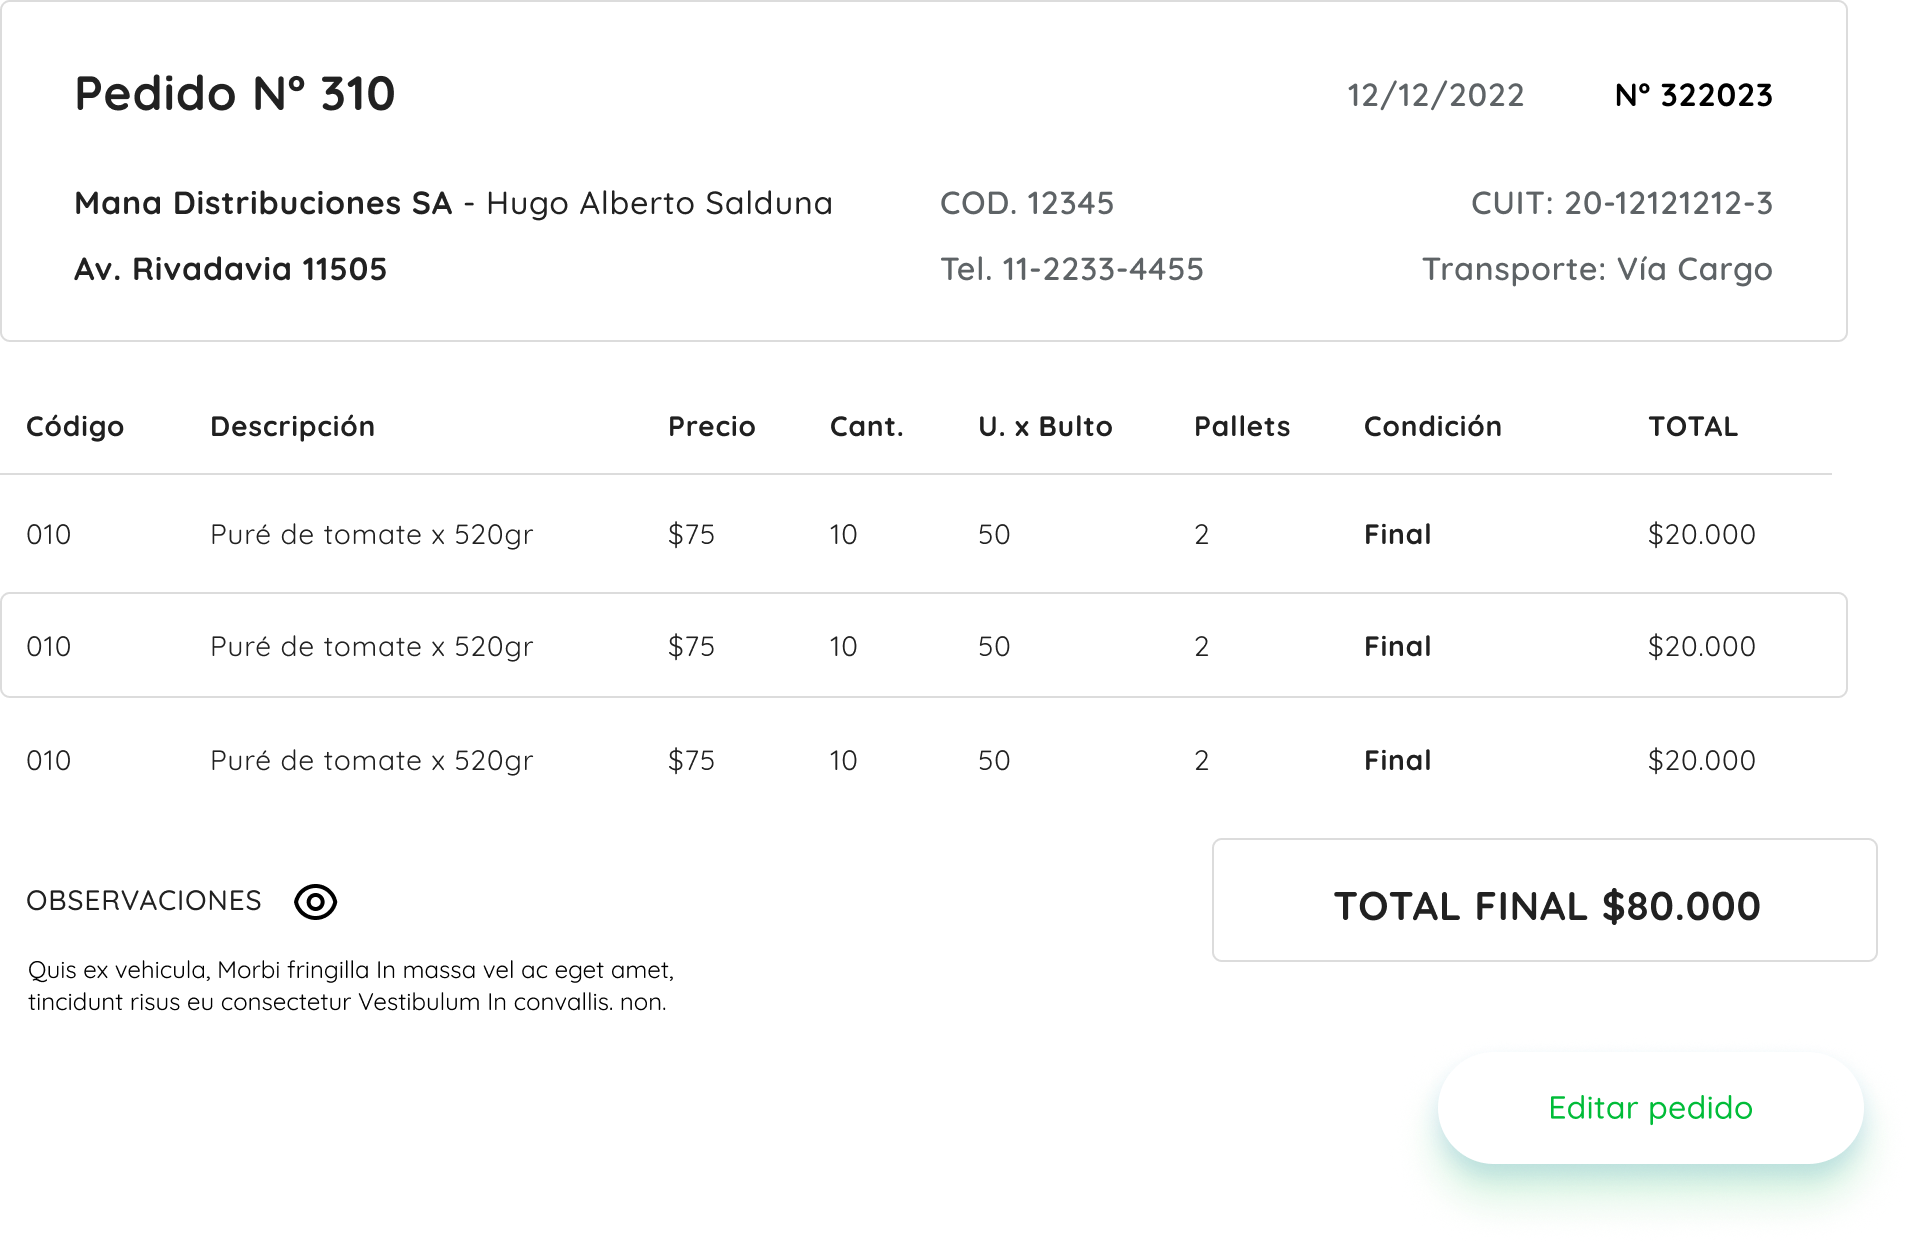 Pedido Nº 310 12/12/2022 Nº 322023
Mana Distribuciones SA - Hugo Alberto Salduna COD. 12345 CUIT: 20-12121212-3
Av. Rivadavia 11505 Tel. 11-2233-4455 Transporte: Vía Cargo
Código Descripción Precio Cant. U. x Bulto Pallets Condición TOTAL
010 Puré de tomate x 520gr $75 10 50 2 Final $20.000
010 Puré de tomate x 520gr $75 10 50 2 Final $20.000
010 Puré de tomate x 520gr $75 10 50 2 Final $20.000
OBSERVACIONES
TOTAL FINAL $80.000
Quis ex vehicula, Morbi fringilla In massa vel ac eget amet,
tincidunt risus eu consectetur Vestibulum In convallis. non.
Editar pedido